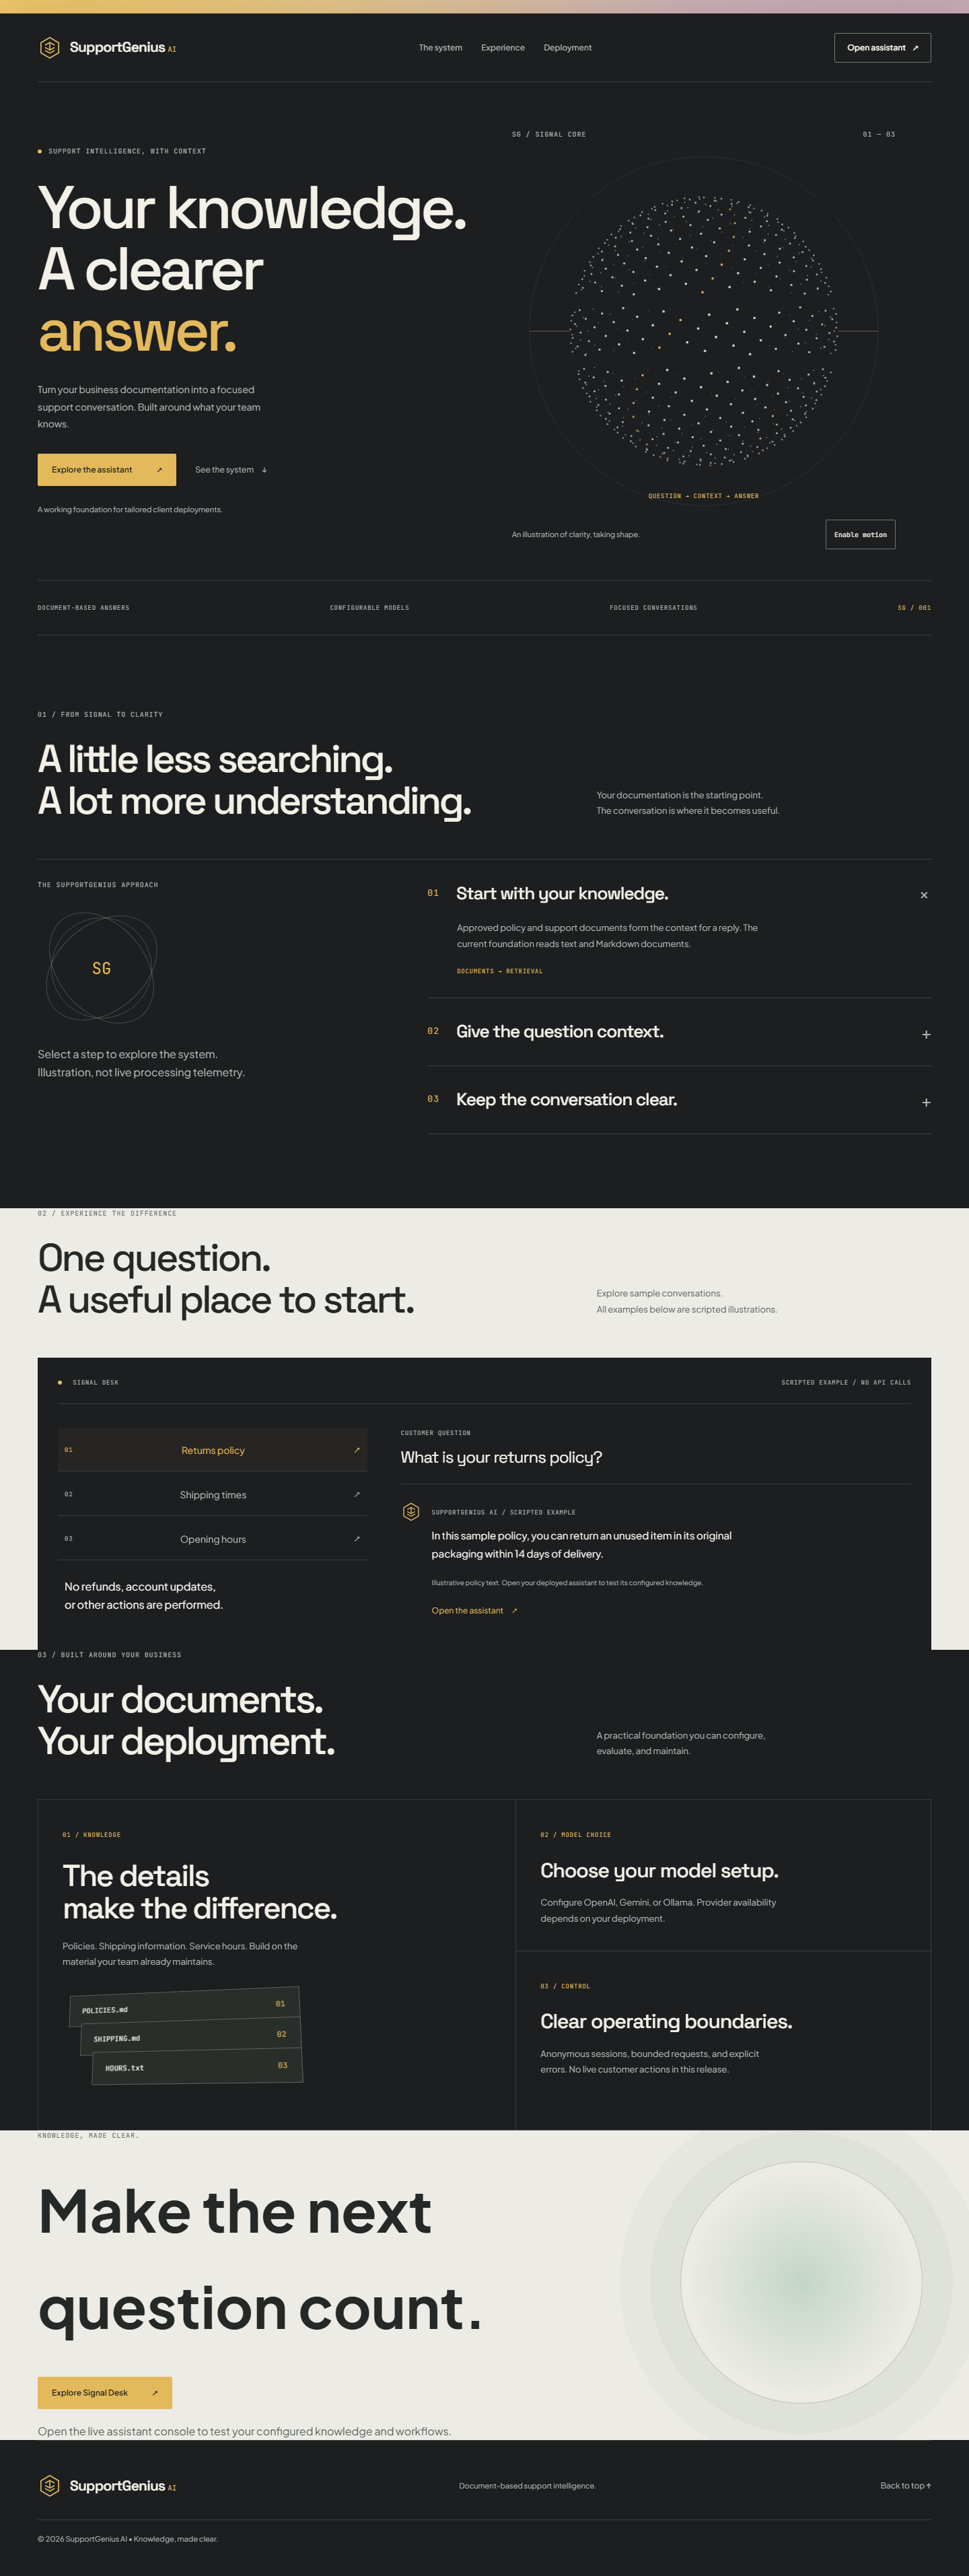 SupportGenius AI
The system
Experience
Deployment
Open assistant ↗
SUPPORT INTELLIGENCE, WITH CONTEXT
Your knowledge.
A clearer
answer.
Turn your business documentation into a focused
support conversation. Built around what your team
knows.
Explore the assistant ↗
See the system ↓
A working foundation for tailored client deployments.
SG / SIGNAL CORE
01 — 03
QUESTION → CONTEXT → ANSWER
An illustration of clarity, taking shape.
Enable motion
DOCUMENT-BASED ANSWERS
CONFIGURABLE MODELS
FOCUSED CONVERSATIONS
SG / 001
01 / FROM SIGNAL TO CLARITY
A little less searching.
A lot more understanding.
Your documentation is the starting point.
The conversation is where it becomes useful.
THE SUPPORTGENIUS APPROACH
SG
Select a step to explore the system.
Illustration, not live processing telemetry.
01 Start with your knowledge. ×
Approved policy and support documents form the context for a reply. The
current foundation reads text and Markdown documents.
DOCUMENTS → RETRIEVAL
02 Give the question context. +
03 Keep the conversation clear. +
02 / EXPERIENCE THE DIFFERENCE
One question.
A useful place to start.
Explore sample conversations.
All examples below are scripted illustrations.
SIGNAL DESK
SCRIPTED EXAMPLE / NO API CALLS
01 Returns policy ↗
02 Shipping times ↗
03 Opening hours ↗
No refunds, account updates,
or other actions are performed.
CUSTOMER QUESTION
What is your returns policy?
SUPPORTGENIUS AI / SCRIPTED EXAMPLE
In this sample policy, you can return an unused item in its original
packaging within 14 days of delivery.
Illustrative policy text. Open your deployed assistant to test its configured knowledge.
Open the assistant ↗
03 / BUILT AROUND YOUR BUSINESS
Your documents.
Your deployment.
A practical foundation you can configure,
evaluate, and maintain.
01 / KNOWLEDGE
The details
make the difference.
Policies. Shipping information. Service hours. Build on the
material your team already maintains.
POLICIES.md 01
SHIPPING.md 02
HOURS.txt 03
02 / MODEL CHOICE
Choose your model setup.
Configure OpenAI, Gemini, or Ollama. Provider availability
depends on your deployment.
03 / CONTROL
Clear operating boundaries.
Anonymous sessions, bounded requests, and explicit
errors. No live customer actions in this release.
KNOWLEDGE, MADE CLEAR.
Make the next
question count.
Explore Signal Desk ↗
Open the live assistant console to test your configured knowledge and workflows.
SupportGenius AI
Document-based support intelligence.
Back to top ↑
© 2026 SupportGenius AI • Knowledge, made clear.